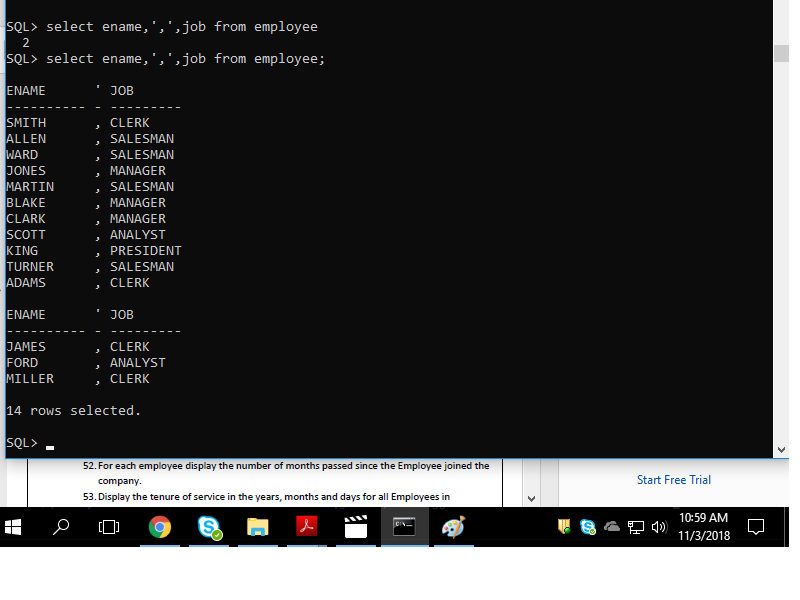 SQL> select ename,',',job from employee
2
SQL> select ename,',',job from employee;
ENAME ' JOB
---------- - ---------
SMITH , CLERK
ALLEN , SALESMAN
WARD , SALESMAN
JONES , MANAGER
MARTIN , SALESMAN
BLAKE , MANAGER
CLARK , MANAGER
SCOTT , ANALYST
KING , PRESIDENT
TURNER , SALESMAN
ADAMS , CLERK
ENAME ' JOB
---------- - ---------
JAMES , CLERK
FORD , ANALYST
MILLER , CLERK
14 rows selected.
SQL>
52. For each employee display the number of months passed since the Employee joined the
company.
53. Display the tenure of service in the years, months and days for all Employees in
Start Free Trial
10:59 AM
11/3/2018